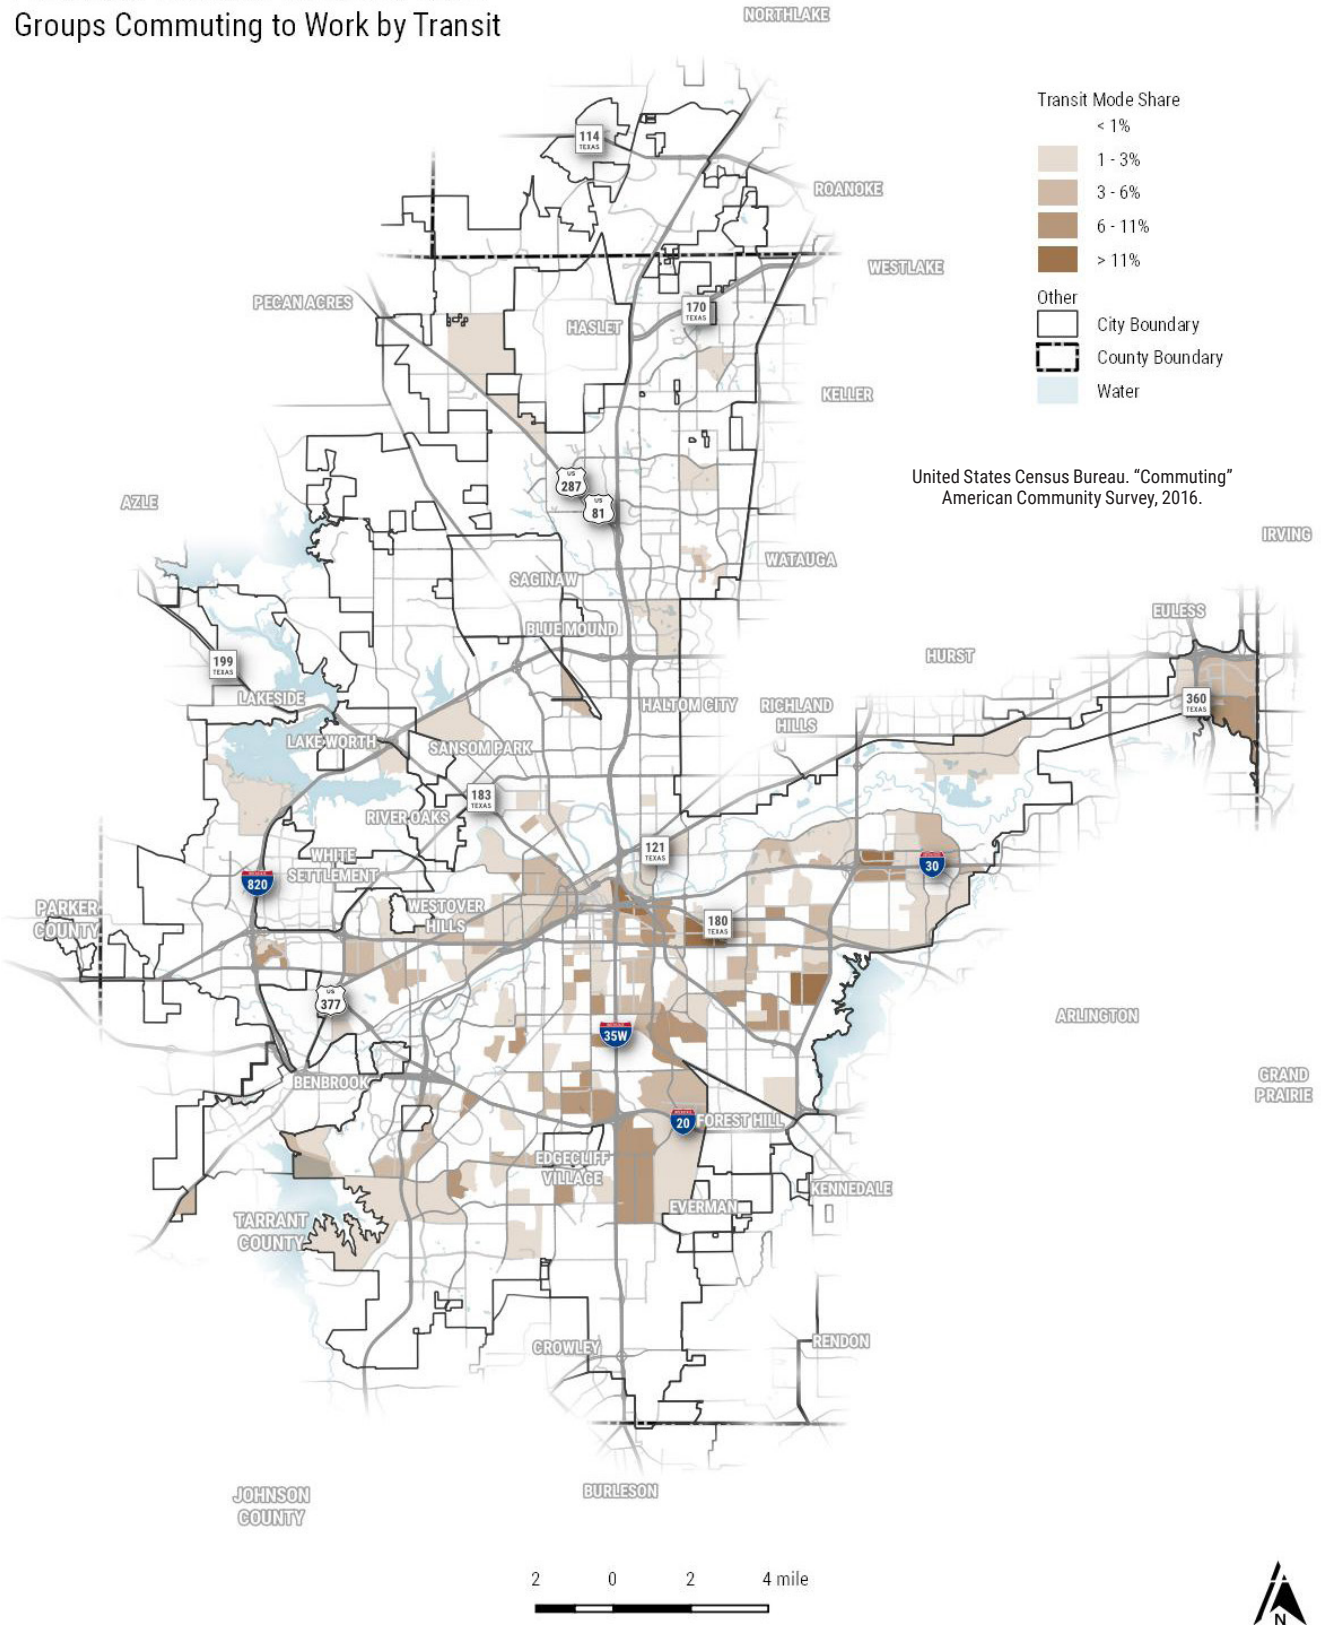 Groups Commuting to Work by Transit
NORTHLAKE
Transit Mode Share
< 1%
1 - 3%
3 - 6%
6 - 11%
> 11%
Other
City Boundary
County Boundary
Water
114
TEXAS
ROANOKE
WESTLAKE
PECAN ACRES
170
TEXAS
HASLET
KELLER
United States Census Bureau. “Commuting”
American Community Survey, 2016.
US
287
US
81
AZLE
IRVING
WATAUGA
SAGINAW
EULESS
BLUE MOUND
HURST
199
TEXAS
LAKESIDE
360
TEXAS
HALTOM CITY
RICHLAND
HILLS
LAKE WORTH
SANSOM PARK
183
TEXAS
RIVER OAKS
121
TEXAS
WHITE
SETTLEMENT
30
820
PARKER
COUNTY
WESTOVER
HILLS
180
TEXAS
US
377
ARLINGTON
35W
BENBROOK
GRAND
PRAIRIE
20
FOREST HILL
EDGECLIFF
VILLAGE
KENNEDALE
EVERMAN
TARRANT
COUNTY
CROWLEY
RENDON
JOHNSON
COUNTY
BURLESON
2 0 2 4 mile
N